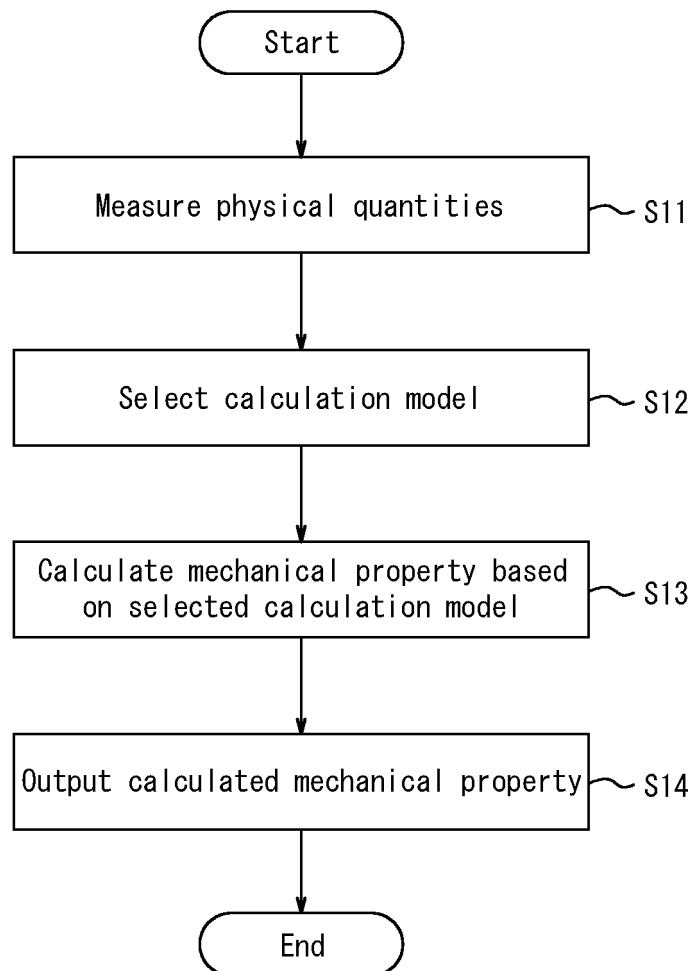 Start
Measure physical quantities
S11
Select calculation model
S12
Calculate mechanical property based
on selected calculation model
S13
Output calculated mechanical property
S14
End